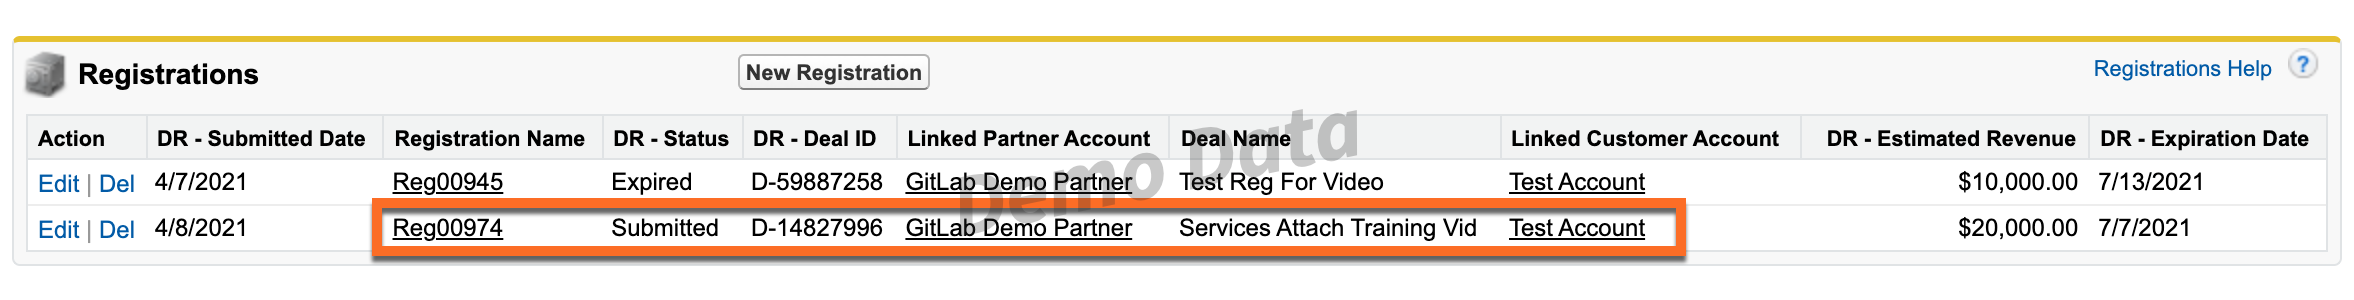 Registrations New Registration Registrations Help ?
Action DR - Submitted Date Registration Name DR - Status DR - Deal ID Linked Partner Account Deal Name Linked Customer Account DR - Estimated Revenue DR - Expiration Date
Edit | Del 4/7/2021 Reg00945 Expired D-59887258 GitLab Demo Partner Test Reg For Video Test Account $10,000.00 7/13/2021
Edit | Del 4/8/2021 Reg00974 Submitted D-14827996 GitLab Demo Partner Services Attach Training Vid Test Account $20,000.00 7/7/2021
Demo Data